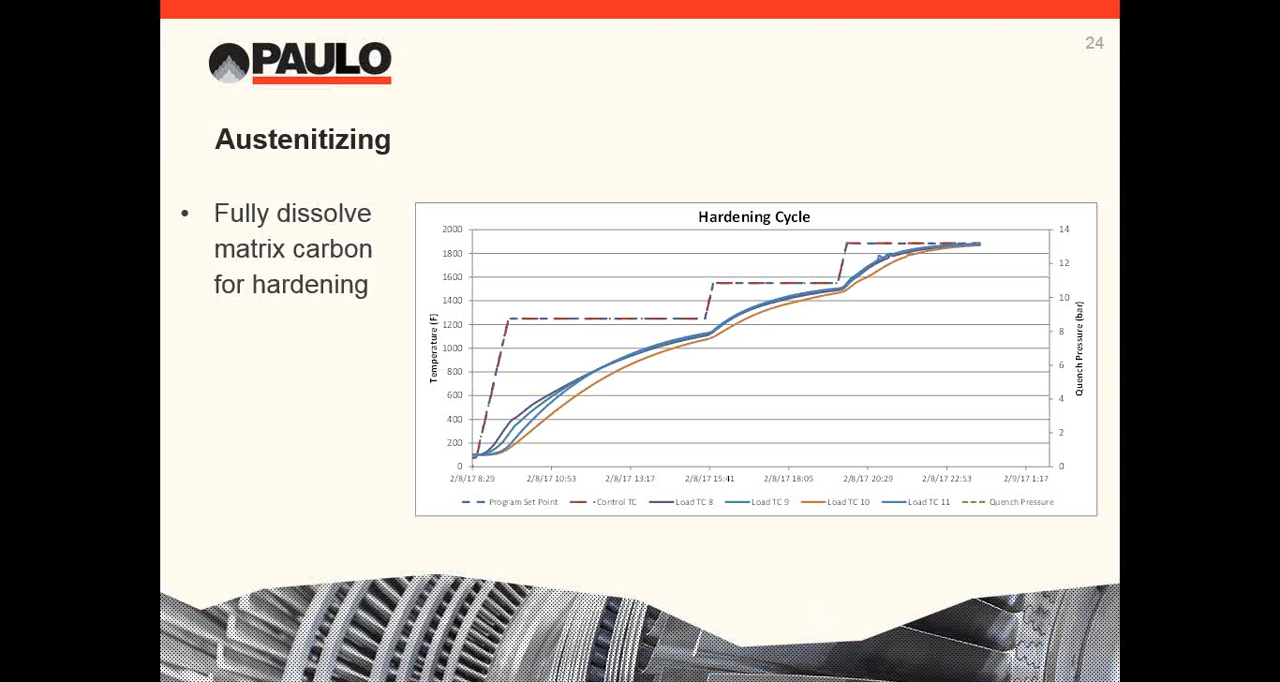 24
PAULO
Austenitizing
• Fully dissolve
matrix carbon
for hardening
Hardening Cycle
2000
1800
1600
1400
1200
1000
800
600
400
200
0
Temperature (F)
14
12
10
8
6
4
2
0
Quench Pressure (bar)
2/8/17 8:29 2/8/17 10:53 2/8/17 13:17 2/8/17 15:41 2/8/17 18:05 2/8/17 20:29 2/8/17 22:53 2/9/17 1:17
Program Set Point Control TC Load TC 8 Load TC 9 Load TC 10 Load TC 11 Quench Pressure